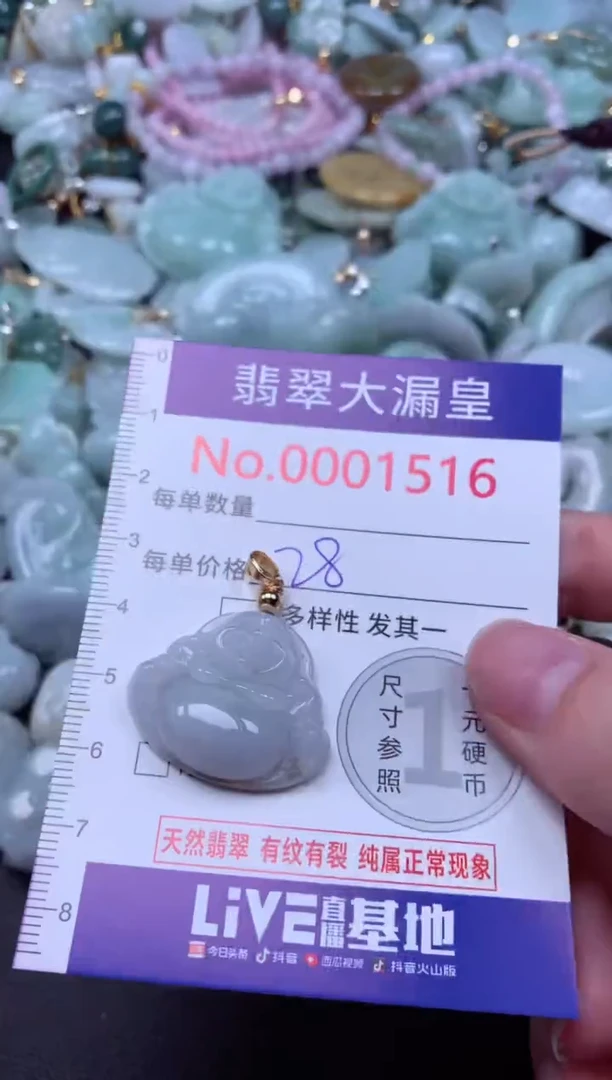 翡翠大漏皇
No.0001516
每单数量
每单价格 28
多样性 发其一
尺寸参照
1
元硬币
天然翡翠 有纹有裂 纯属正常现象
LiVE直播基地
今日头条 抖音 西瓜视频 抖音火山版
0
1
2
3
4
5
6
7
8